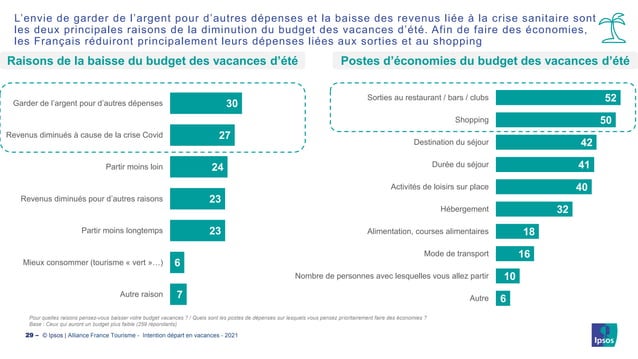 L’envie de garder de l’argent pour d’autres dépenses et la baisse des revenus liée à la crise sanitaire sont
les deux principales raisons de la diminution du budget des vacances d’été. Afin de faire des économies,
les Français réduiront principalement leurs dépenses liées aux sorties et au shopping
Raisons de la baisse du budget des vacances d’été
Garder de l’argent pour d’autres dépenses 30
Revenus diminués à cause de la crise Covid 27
Partir moins loin 24
Revenus diminués pour d’autres raisons 23
Partir moins longtemps 23
Mieux consommer (tourisme « vert »…) 6
Autre raison 7
Postes d’économies du budget des vacances d’été
Sorties au restaurant / bars / clubs 52
Shopping 50
Destination du séjour 42
Durée du séjour 41
Activités de loisirs sur place 40
Hébergement 32
Alimentation, courses alimentaires 18
Mode de transport 16
Nombre de personnes avec lesquelles vous allez partir 10
Autre 6
Pour quelles raisons pensez-vous baisser votre budget vacances ? / Quels sont les postes de dépenses sur lesquels vous pensez prioritairement faire des économies ?
Base : Ceux qui auront un budget plus faible (259 répondants)
29 – © Ipsos | Alliance France Tourisme - Intention départ en vacances - 2021
Ipsos